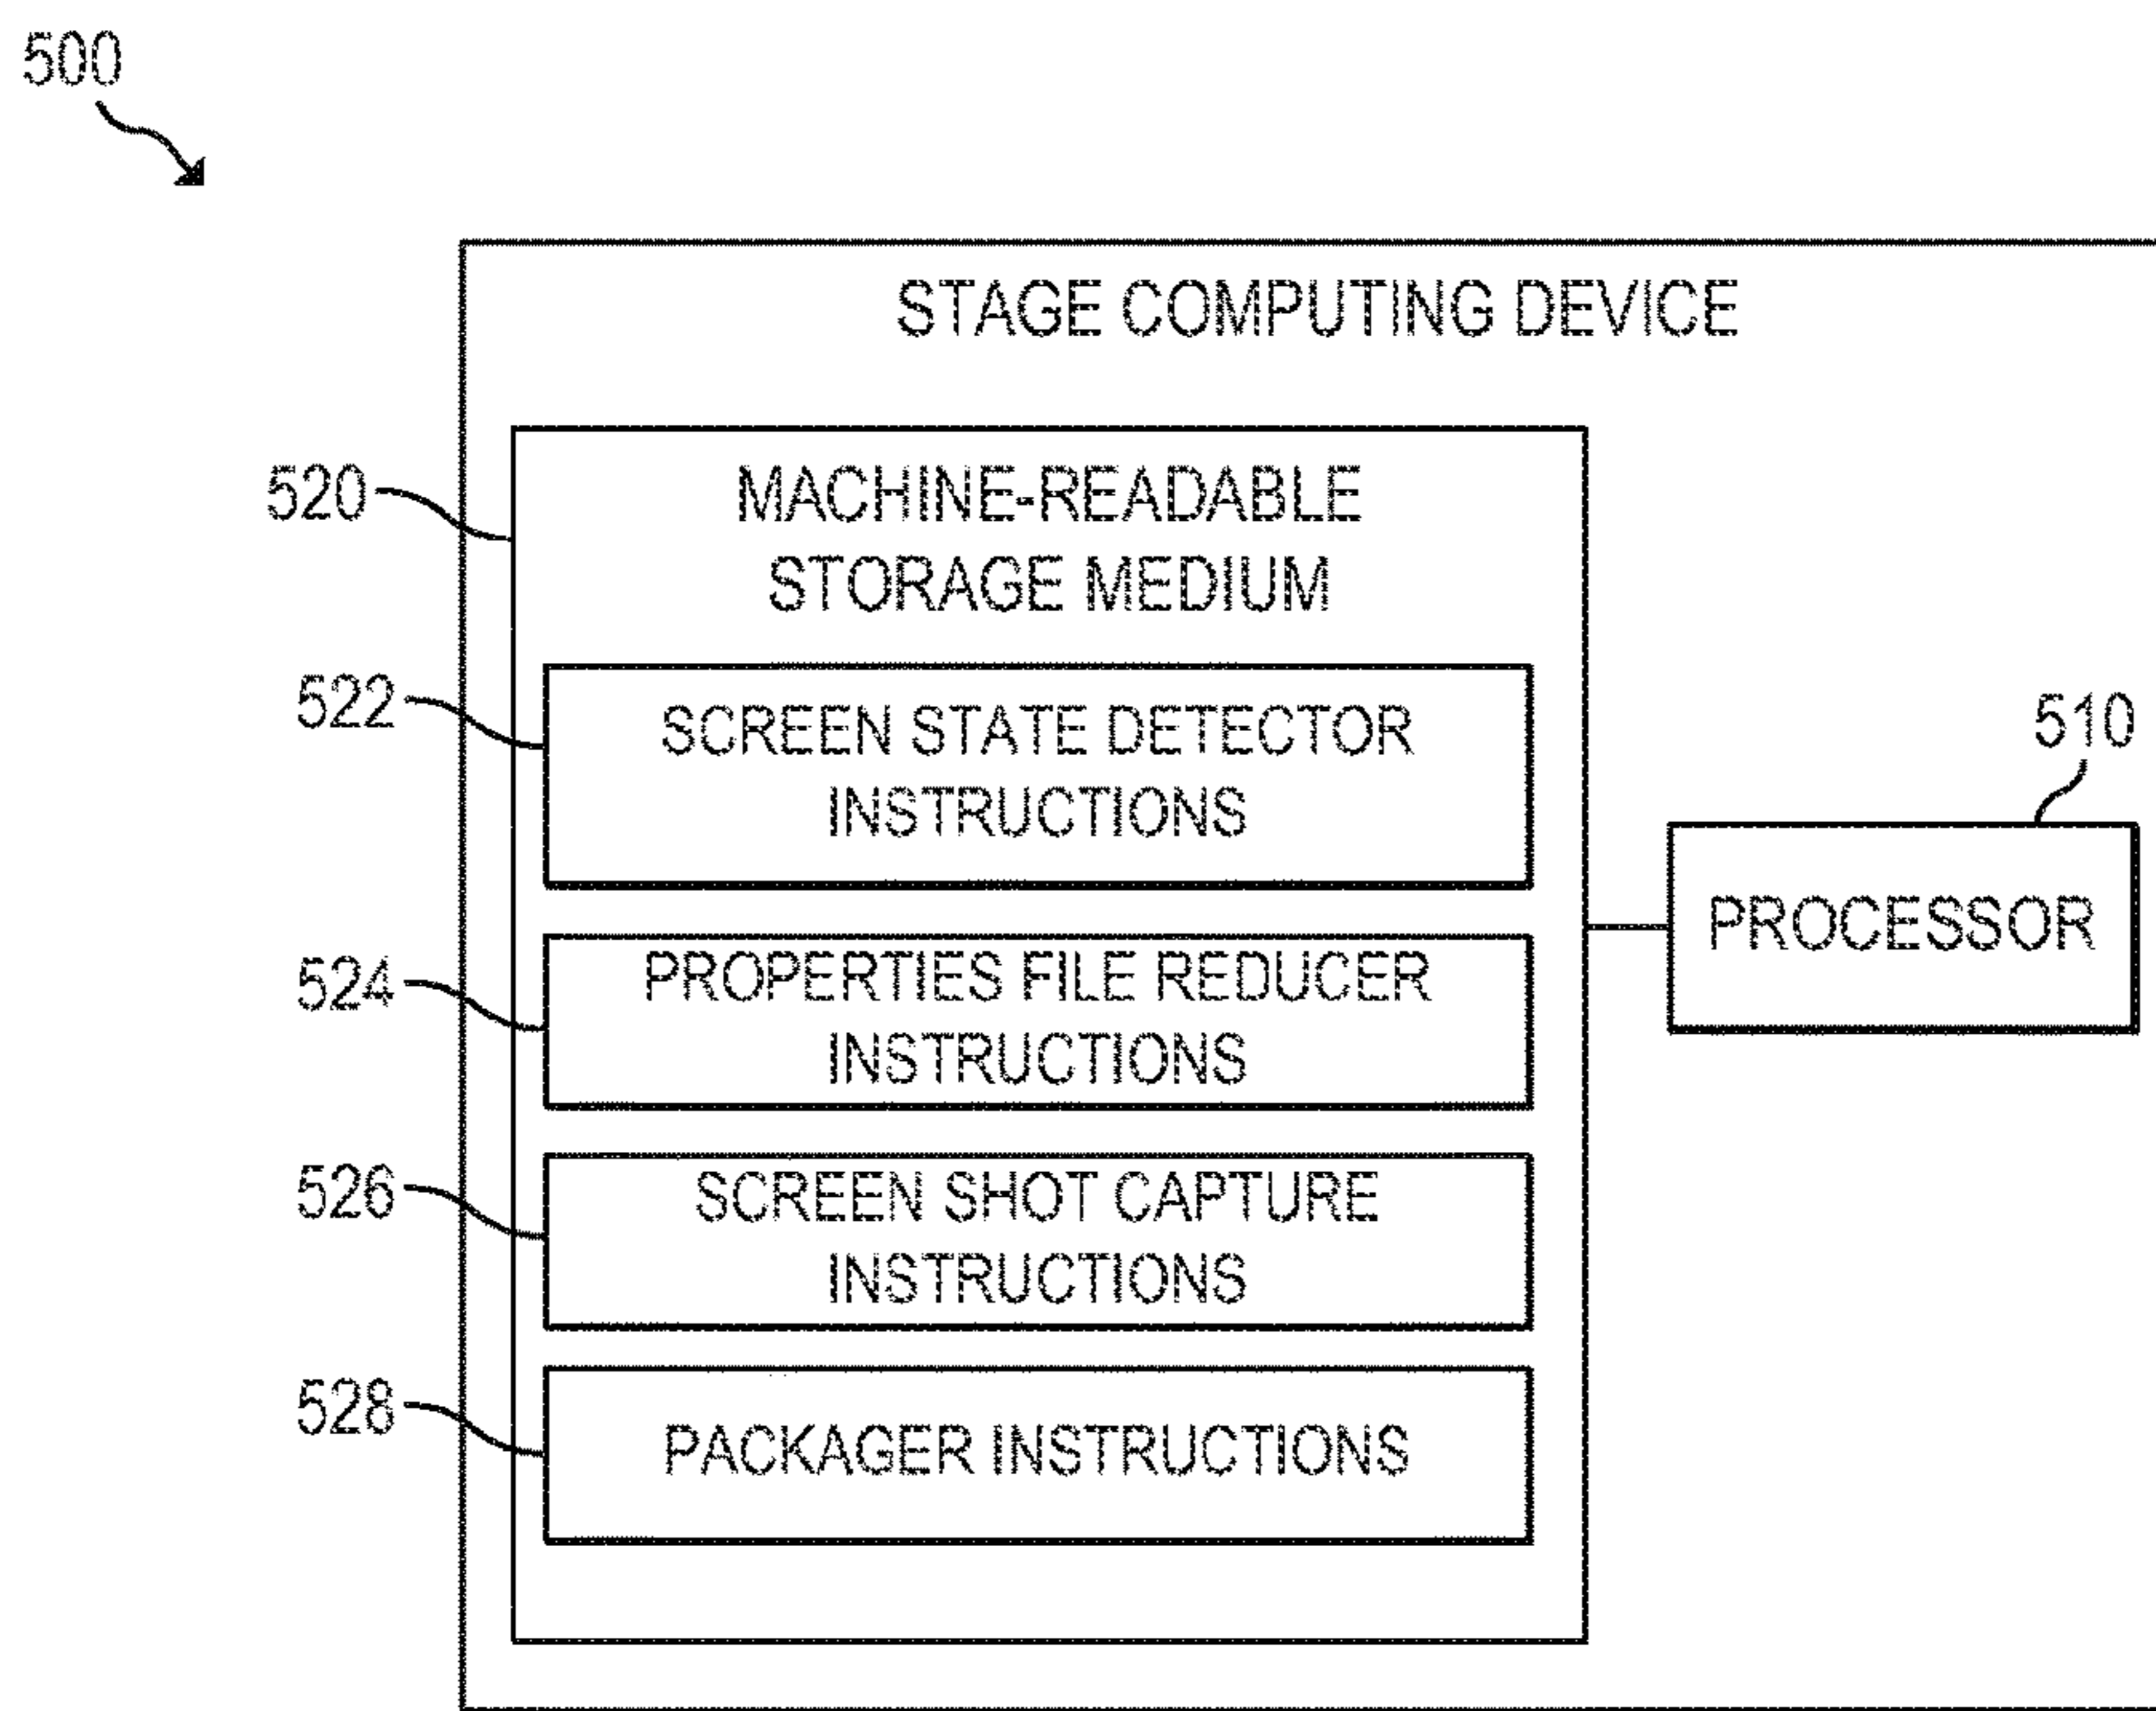 500
STAGE COMPUTING DEVICE
520
MACHINE-READABLE
STORAGE MEDIUM
522
SCREEN STATE DETECTOR
INSTRUCTIONS
510
PROCESSOR
524
PROPERTIES FILE REDUCER
INSTRUCTIONS
526
SCREEN SHOT CAPTURE
INSTRUCTIONS
528
PACKAGER INSTRUCTIONS